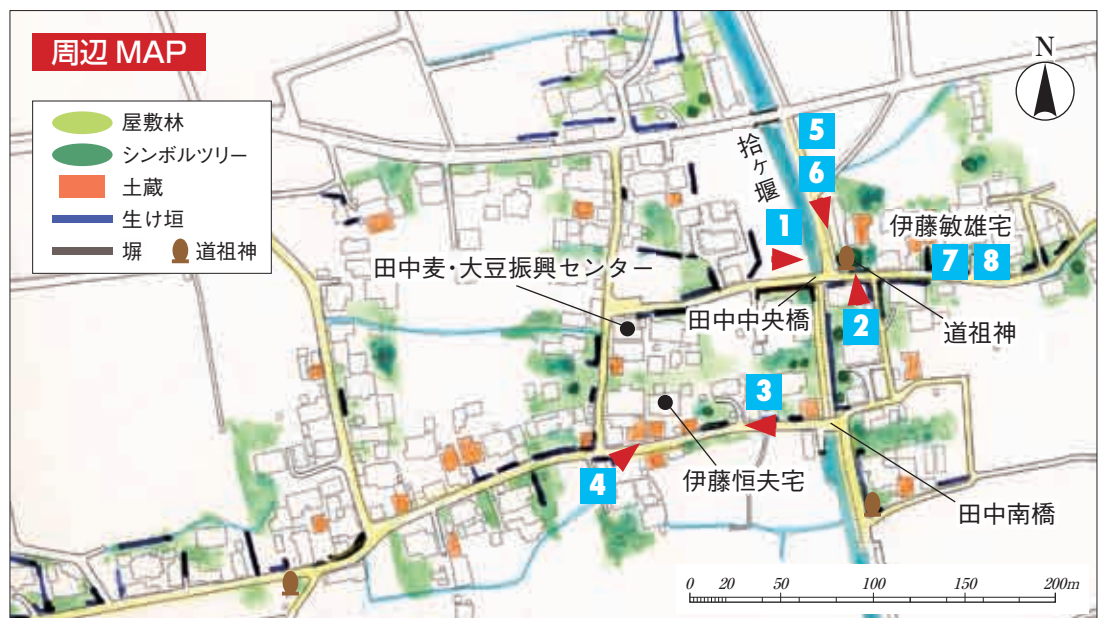 周辺 MAP
N
屋敷林
シンボルツリー
土蔵
生け垣
塀 道祖神
拾ヶ堰
5
6
1
伊藤敏雄宅
7 8
田中麦・大豆振興センター
田中中央橋
2
道祖神
3
4
伊藤恒夫宅
田中南橋
0 20 50 100 150 200m